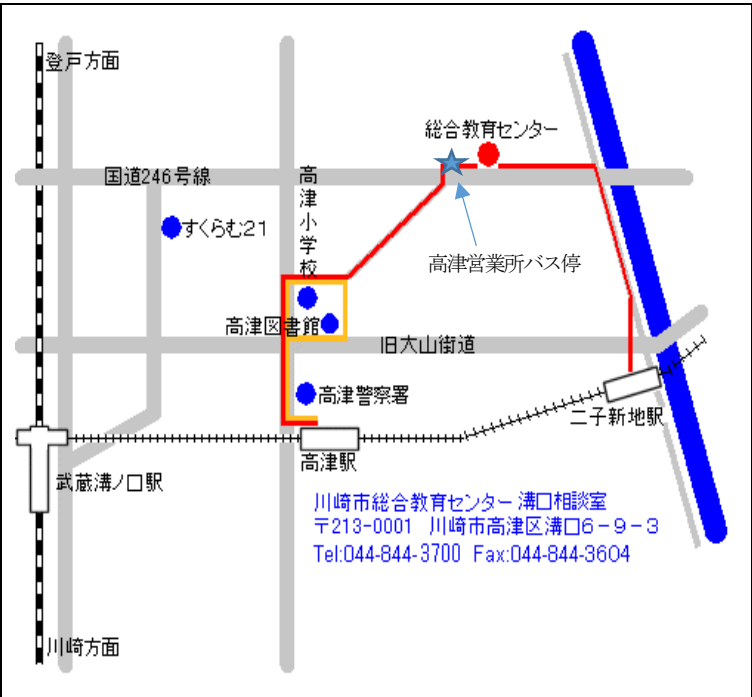 登戸方面
総合教育センター
国道246号線
高津小学校
すくらむ21
高津営業所バス停
高津図書館
旧大山街道
高津警察署
二子新地駅
高津駅
武蔵溝ノ口駅
川崎市総合教育センター 溝口相談室
〒213-0001 川崎市高津区溝口6-9-3
Tel:044-844-3700 Fax:044-844-3604
川崎方面